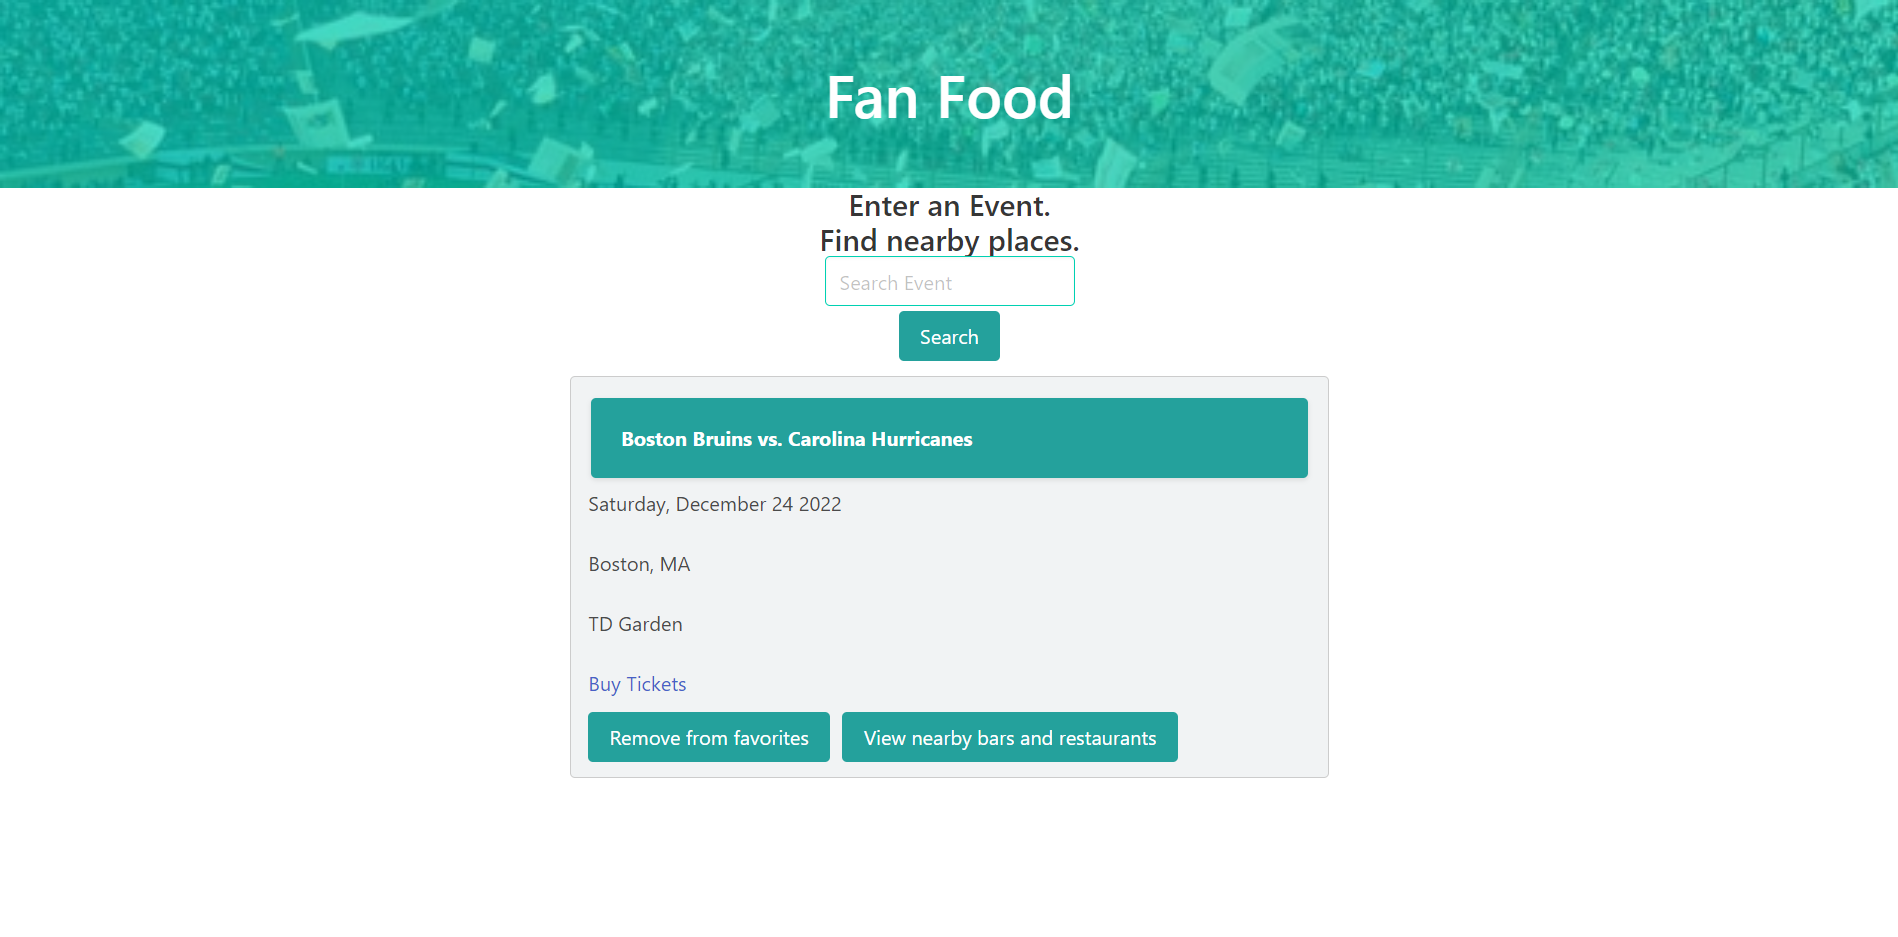 Fan Food
Enter an Event.
Find nearby places.
Search Event
Search
Boston Bruins vs. Carolina Hurricanes
Saturday, December 24 2022
Boston, MA
TD Garden
Buy Tickets
Remove from favorites
View nearby bars and restaurants